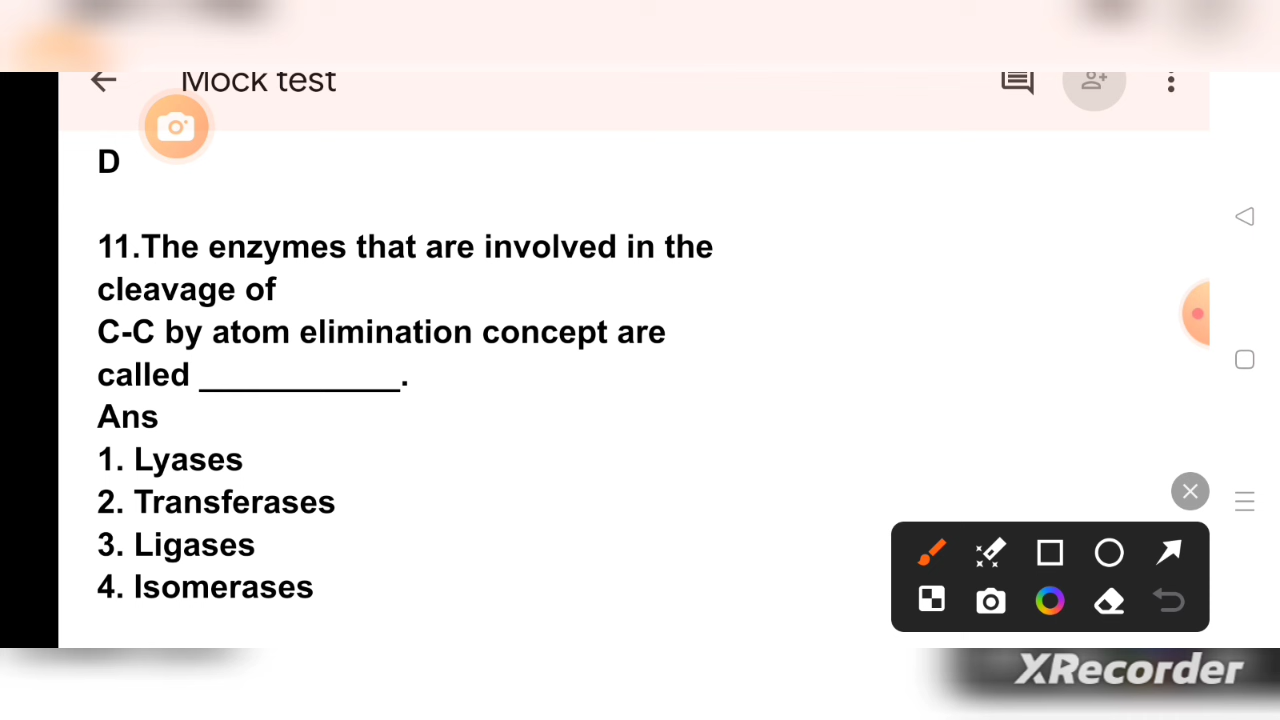 Mock test
D
11.The enzymes that are involved in the
cleavage of
C-C by atom elimination concept are
called ___________.
Ans
1. Lyases
2. Transferases
3. Ligases
4. Isomerases
XRecorder